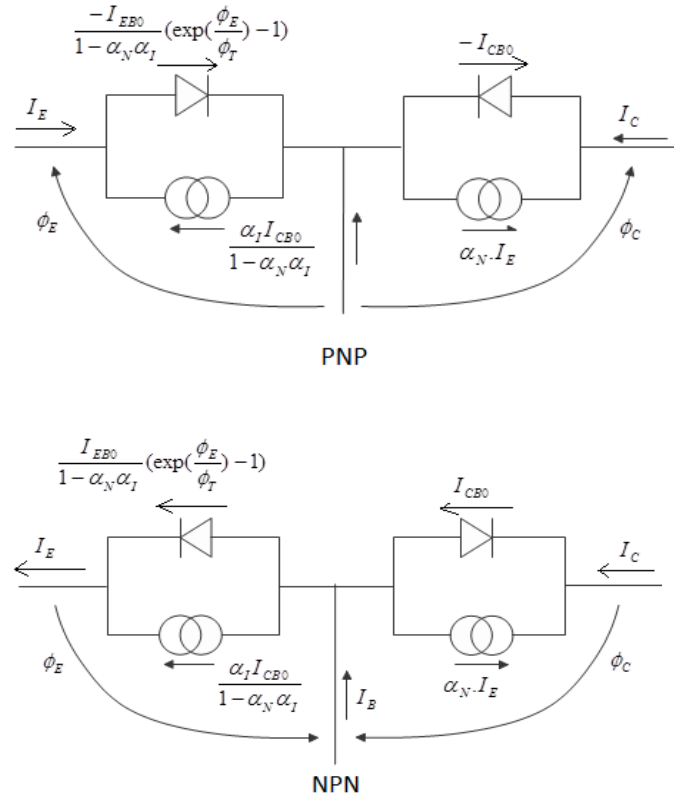 −I_EB0/(1−α_N α_I) (exp(ϕ_E/ϕ_T)−1)
−I_CB0
I_E
I_C
ϕ_E
α_I I_CB0/(1−α_N α_I)
α_N.I_E
ϕ_C
PNP
I_EB0/(1−α_N α_I) (exp(ϕ_E/ϕ_T)−1)
I_CB0
I_E
I_C
ϕ_E
α_I I_CB0/(1−α_N α_I)
I_B
α_N.I_E
ϕ_C
NPN